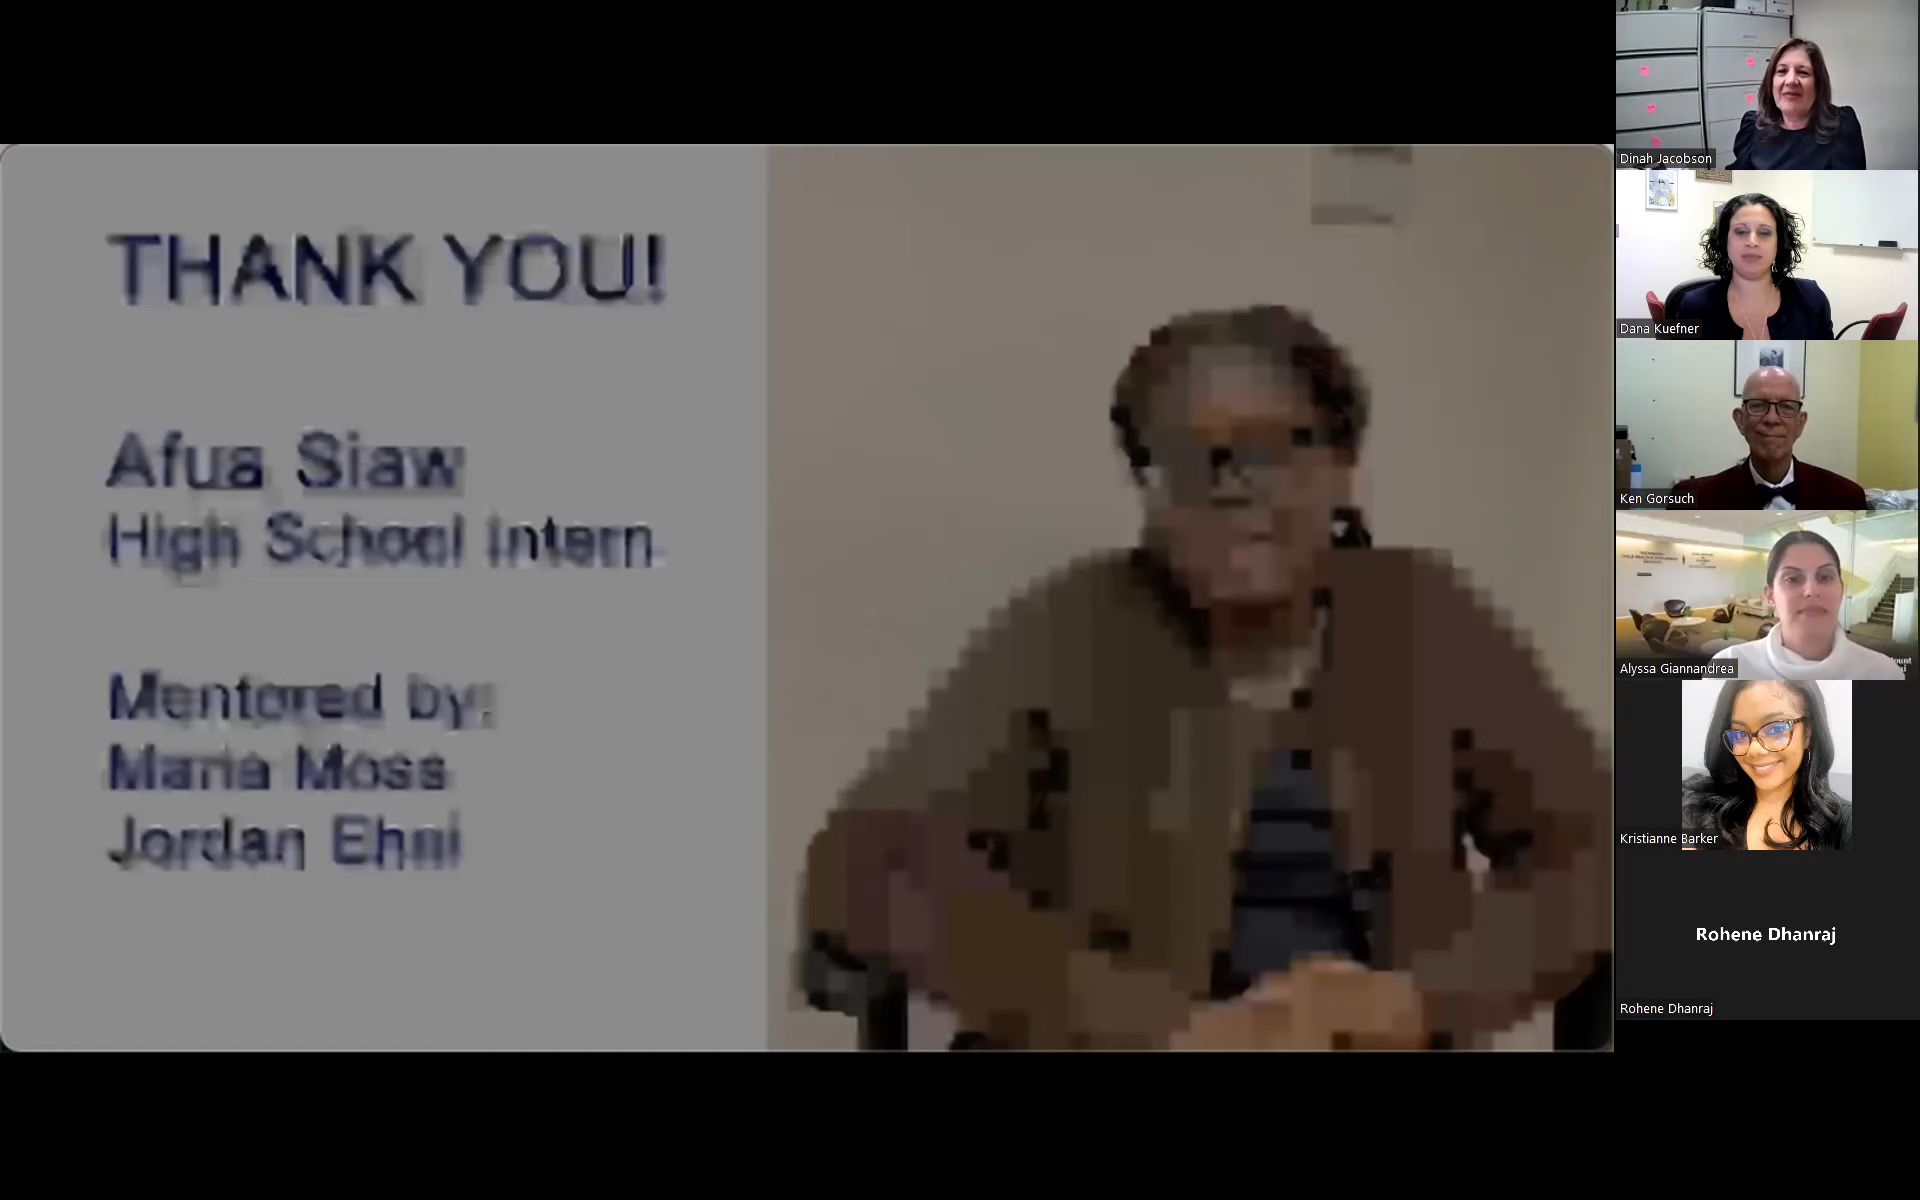 THANK YOU!
Afua Siaw
High School Intern
Mentored by:
Maria Moss
Jordan Ehni
Dinah Jacobson
Dana Kuefner
Ken Gorsuch
Alyssa Giannandrea
Kristianne Barker
Rohene Dhanraj
Rohene Dhanraj